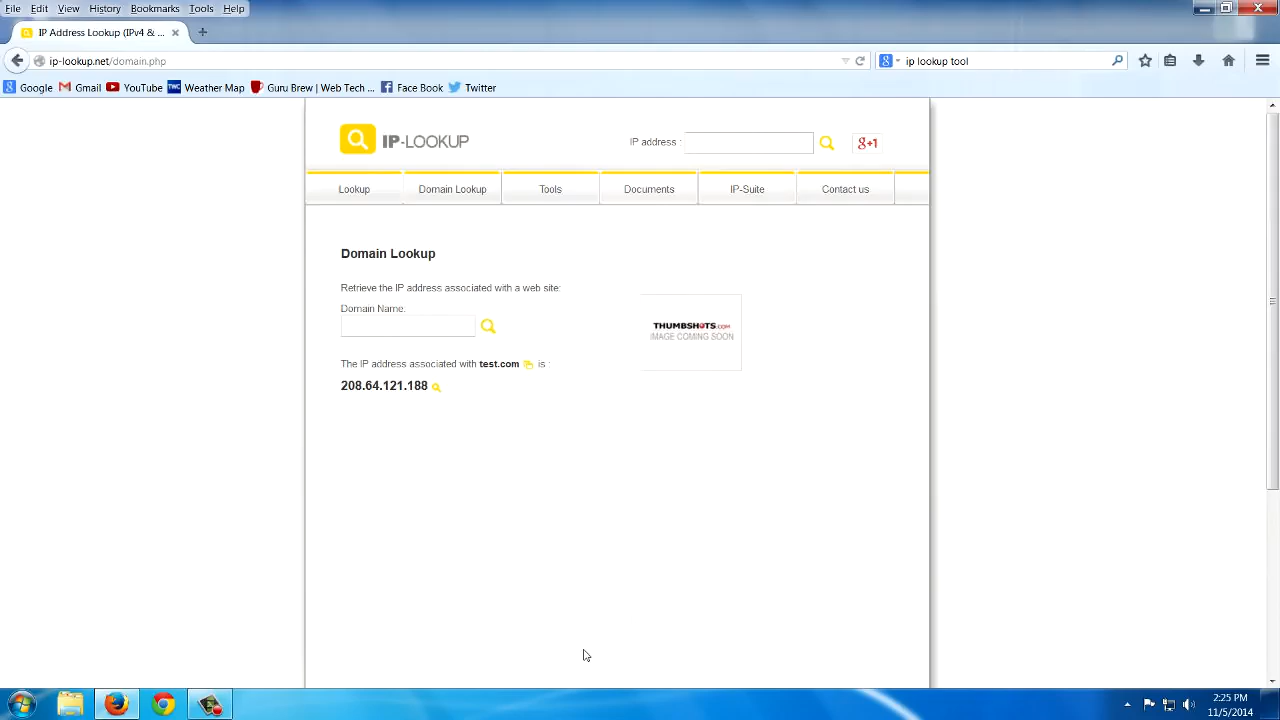 File Edit View History Bookmarks Tools Help
IP Address Lookup (IPv4 & ...
ip-lookup.net/domain.php
ip lookup tool
Google Gmail YouTube Weather Map Guru Brew | Web Tech ... Face Book Twitter
IP-LOOKUP
IP address :
g+1
Lookup Domain Lookup Tools Documents IP-Suite Contact us
Domain Lookup
Retrieve the IP address associated with a web site:
Domain Name:
THUMBSHOTS.COM
IMAGE COMING SOON
The IP address associated with test.com is :
208.64.121.188
2:25 PM
11/5/2014